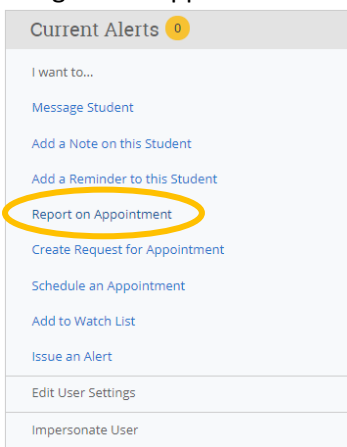 Current Alerts 0
I want to...
Message Student
Add a Note on this Student
Add a Reminder to this Student
Report on Appointment
Create Request for Appointment
Schedule an Appointment
Add to Watch List
Issue an Alert
Edit User Settings
Impersonate User